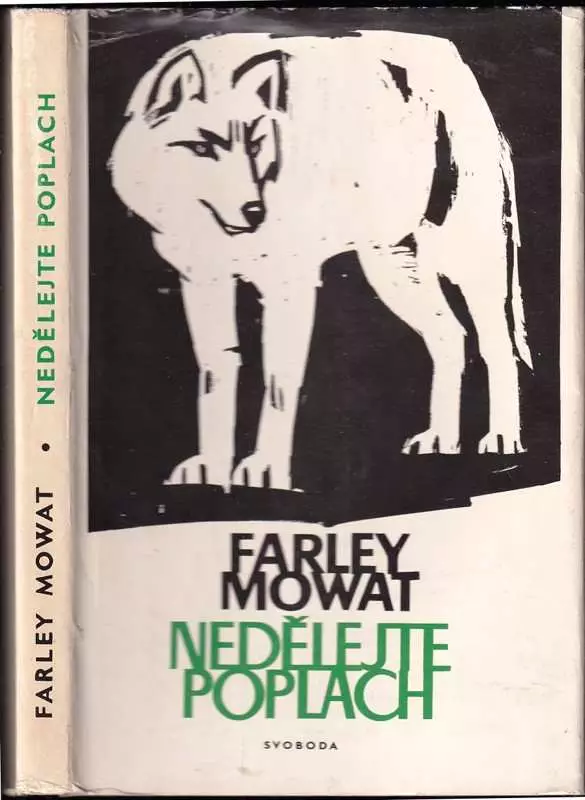 FARLEY MOWAT • NEDĚLEJTE POPLACH
FARLEY
MOWAT
NEDĚLEJTE
POPLACH
SVOBODA